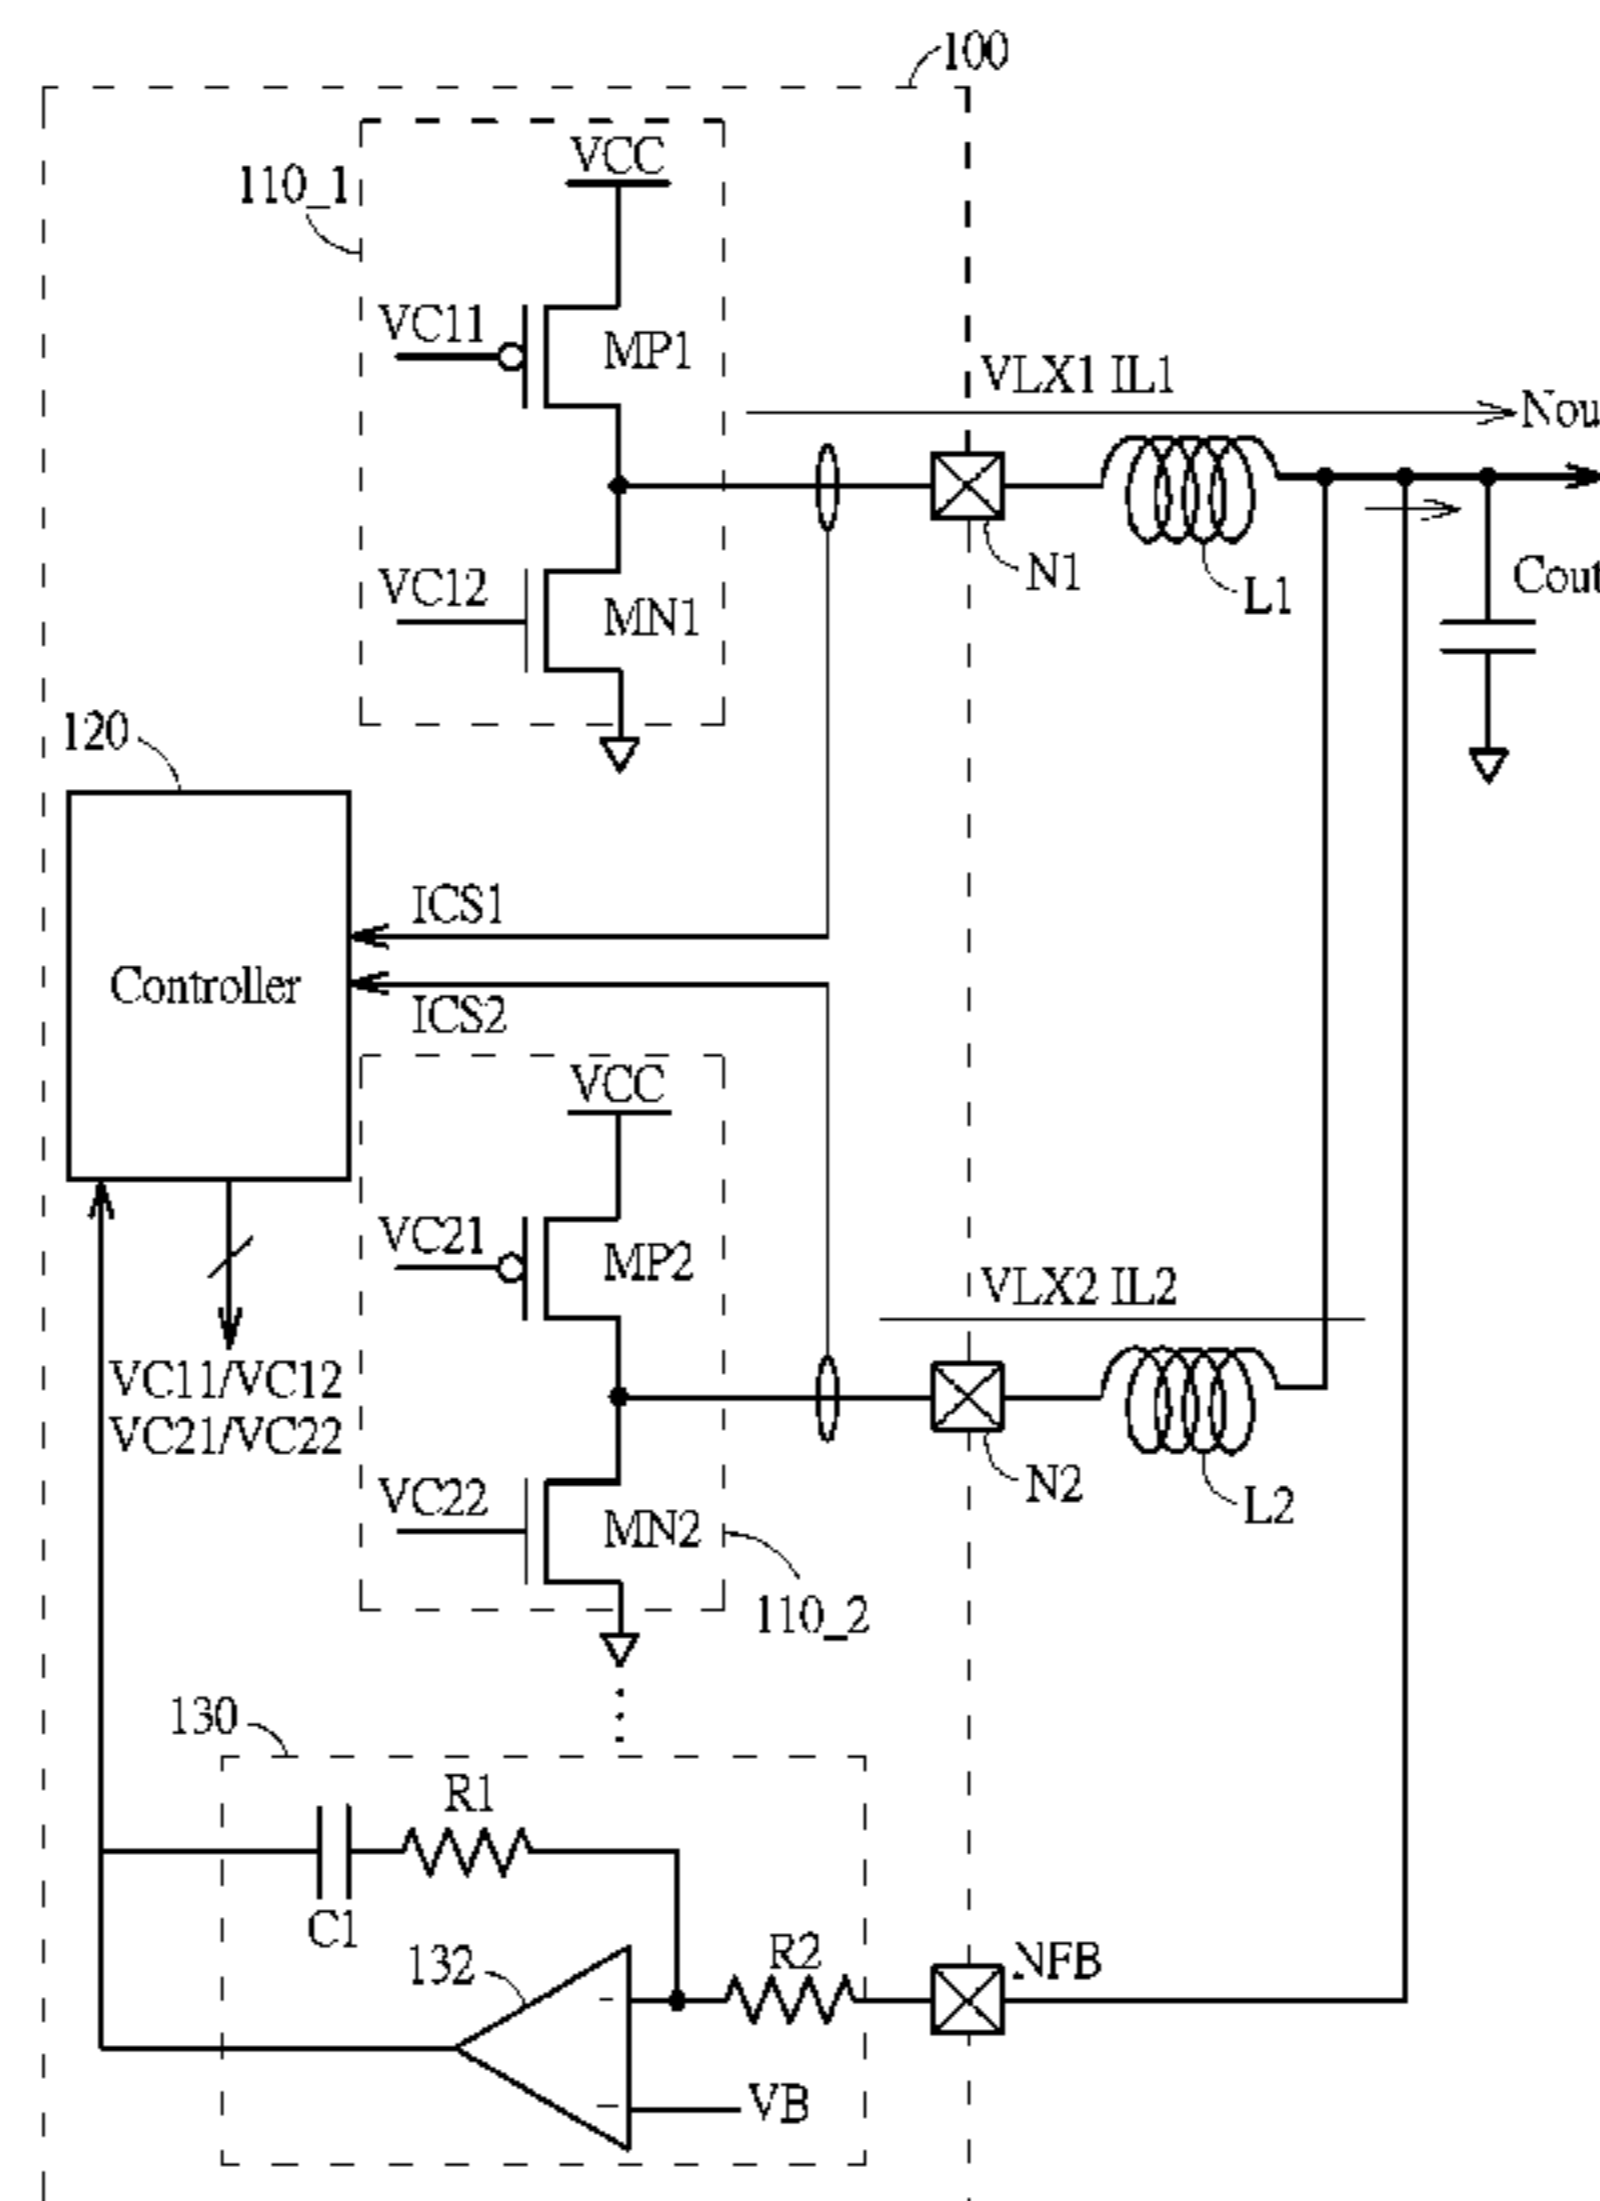 100
VCC
110_1
VC11
MP1
VLX1 IL1
Nou
VC12
MN1
N1
L1
Cout
120
ICS1
Controller
ICS2
VCC
VC21
MP2
VLX2 IL2
VC11/VC12
VC21/VC22
VC22
MN2
N2
L2
110_2
130
R1
C1
132
R2
NFB
-
VB
-